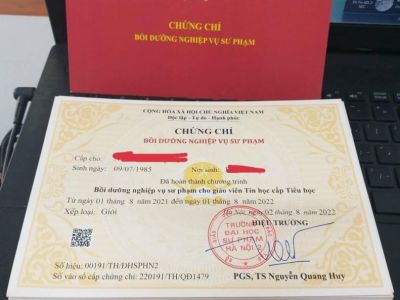 CHỨNG CHỈ
BỒI DƯỠNG NGHIỆP VỤ SƯ PHẠM
CỘNG HÒA XÃ HỘI CHỦ NGHĨA VIỆT NAM
Độc lập - Tự do - Hạnh phúc
CHỨNG CHỈ
BỒI DƯỠNG NGHIỆP VỤ SƯ PHẠM
Cấp cho:
Sinh ngày: 09/07/1985 Nơi sinh:
Đã hoàn thành chương trình
Bồi dưỡng nghiệp vụ sư phạm cho giáo viên Tin học cấp Tiểu học
Từ ngày 01 tháng 8 năm 2021 đến ngày 01 tháng 8 năm 2022
Xếp loại: Giỏi
Hà Nội, ngày 02 tháng 8 năm 2022
HIỆU TRƯỞNG
TRƯỜNG
ĐẠI HỌC
SƯ PHẠM
HÀ NỘI 2
Số hiệu: 00191/TH/ĐHSPHN2
Vào sổ số cấp chứng chỉ: 220191/TH/QĐ1479
PGS, TS Nguyễn Quang Huy